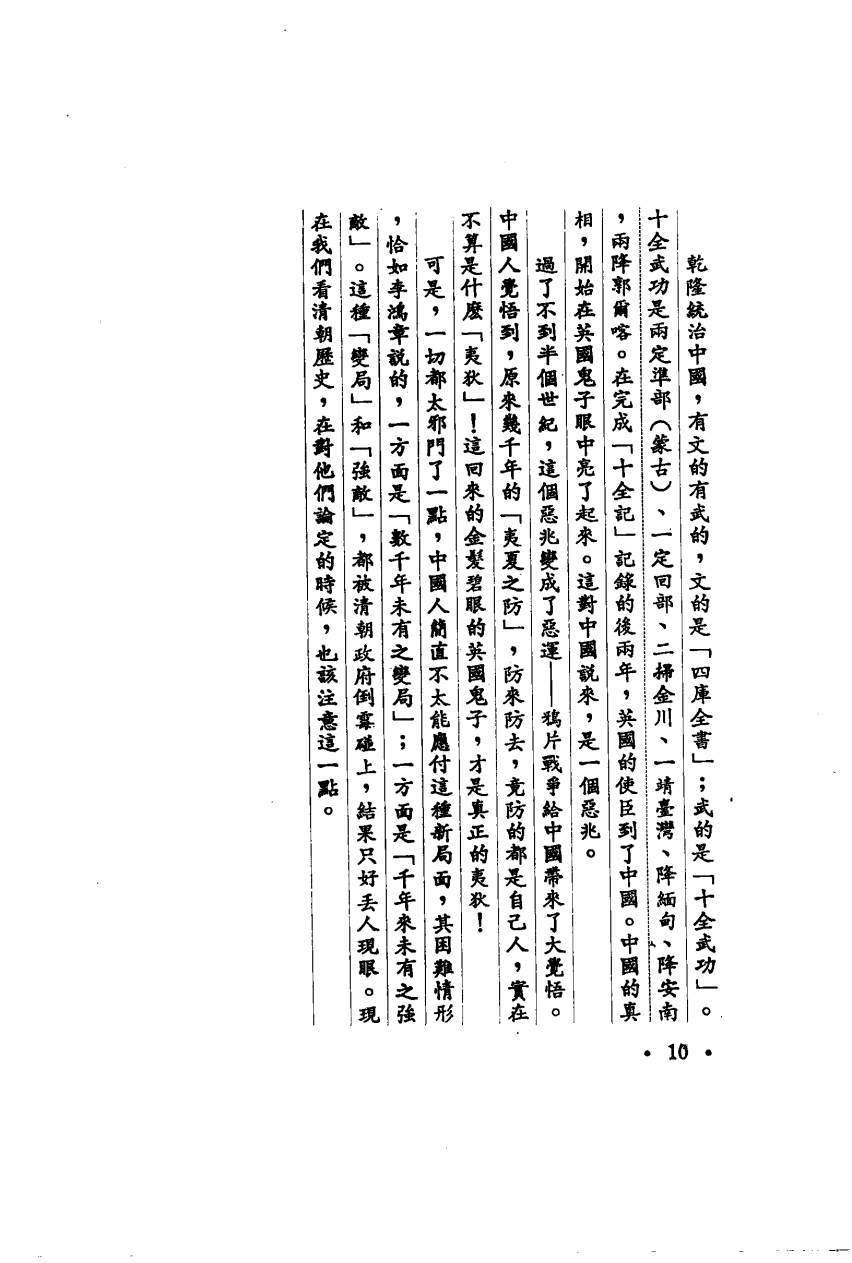 乾隆統治中國，有文的有武的，文的是「四庫全書」；武的是「十全武功」。
十全武功是兩定準部（蒙古）、一定回部、二掃金川、一靖臺灣、降緬甸、降安南
，兩降郭爾喀。在完成「十全記」記錄的後兩年，英國的使臣到了中國。中國的真
相，開始在英國鬼子眼中亮了起來。這對中國説來，是一個惡兆。
過了不到半個世紀，這個惡兆變成了惡運——鴉片戰爭給中國帶來了大覺悟。
中國人覺悟到，原來幾千年的「夷夏之防」，防來防去，竟防的都是自己人，實在
不算是什麼「夷狄」！這回來的金髮碧眼的英國鬼子，才是真正的夷狄！
可是，一切都太邪門了一點，中國人簡直不太能應付這種新局面，其困難情形
，恰如李鴻章説的，一方面是「數千年未有之變局」；一方面是「千年來未有之強
敵」。這種「變局」和「強敵」，都被清朝政府倒霉碰上，結果只好丟人現眼。現
在我們看清朝歷史，在對他們論定的時候，也該注意這一點。
• 10 •